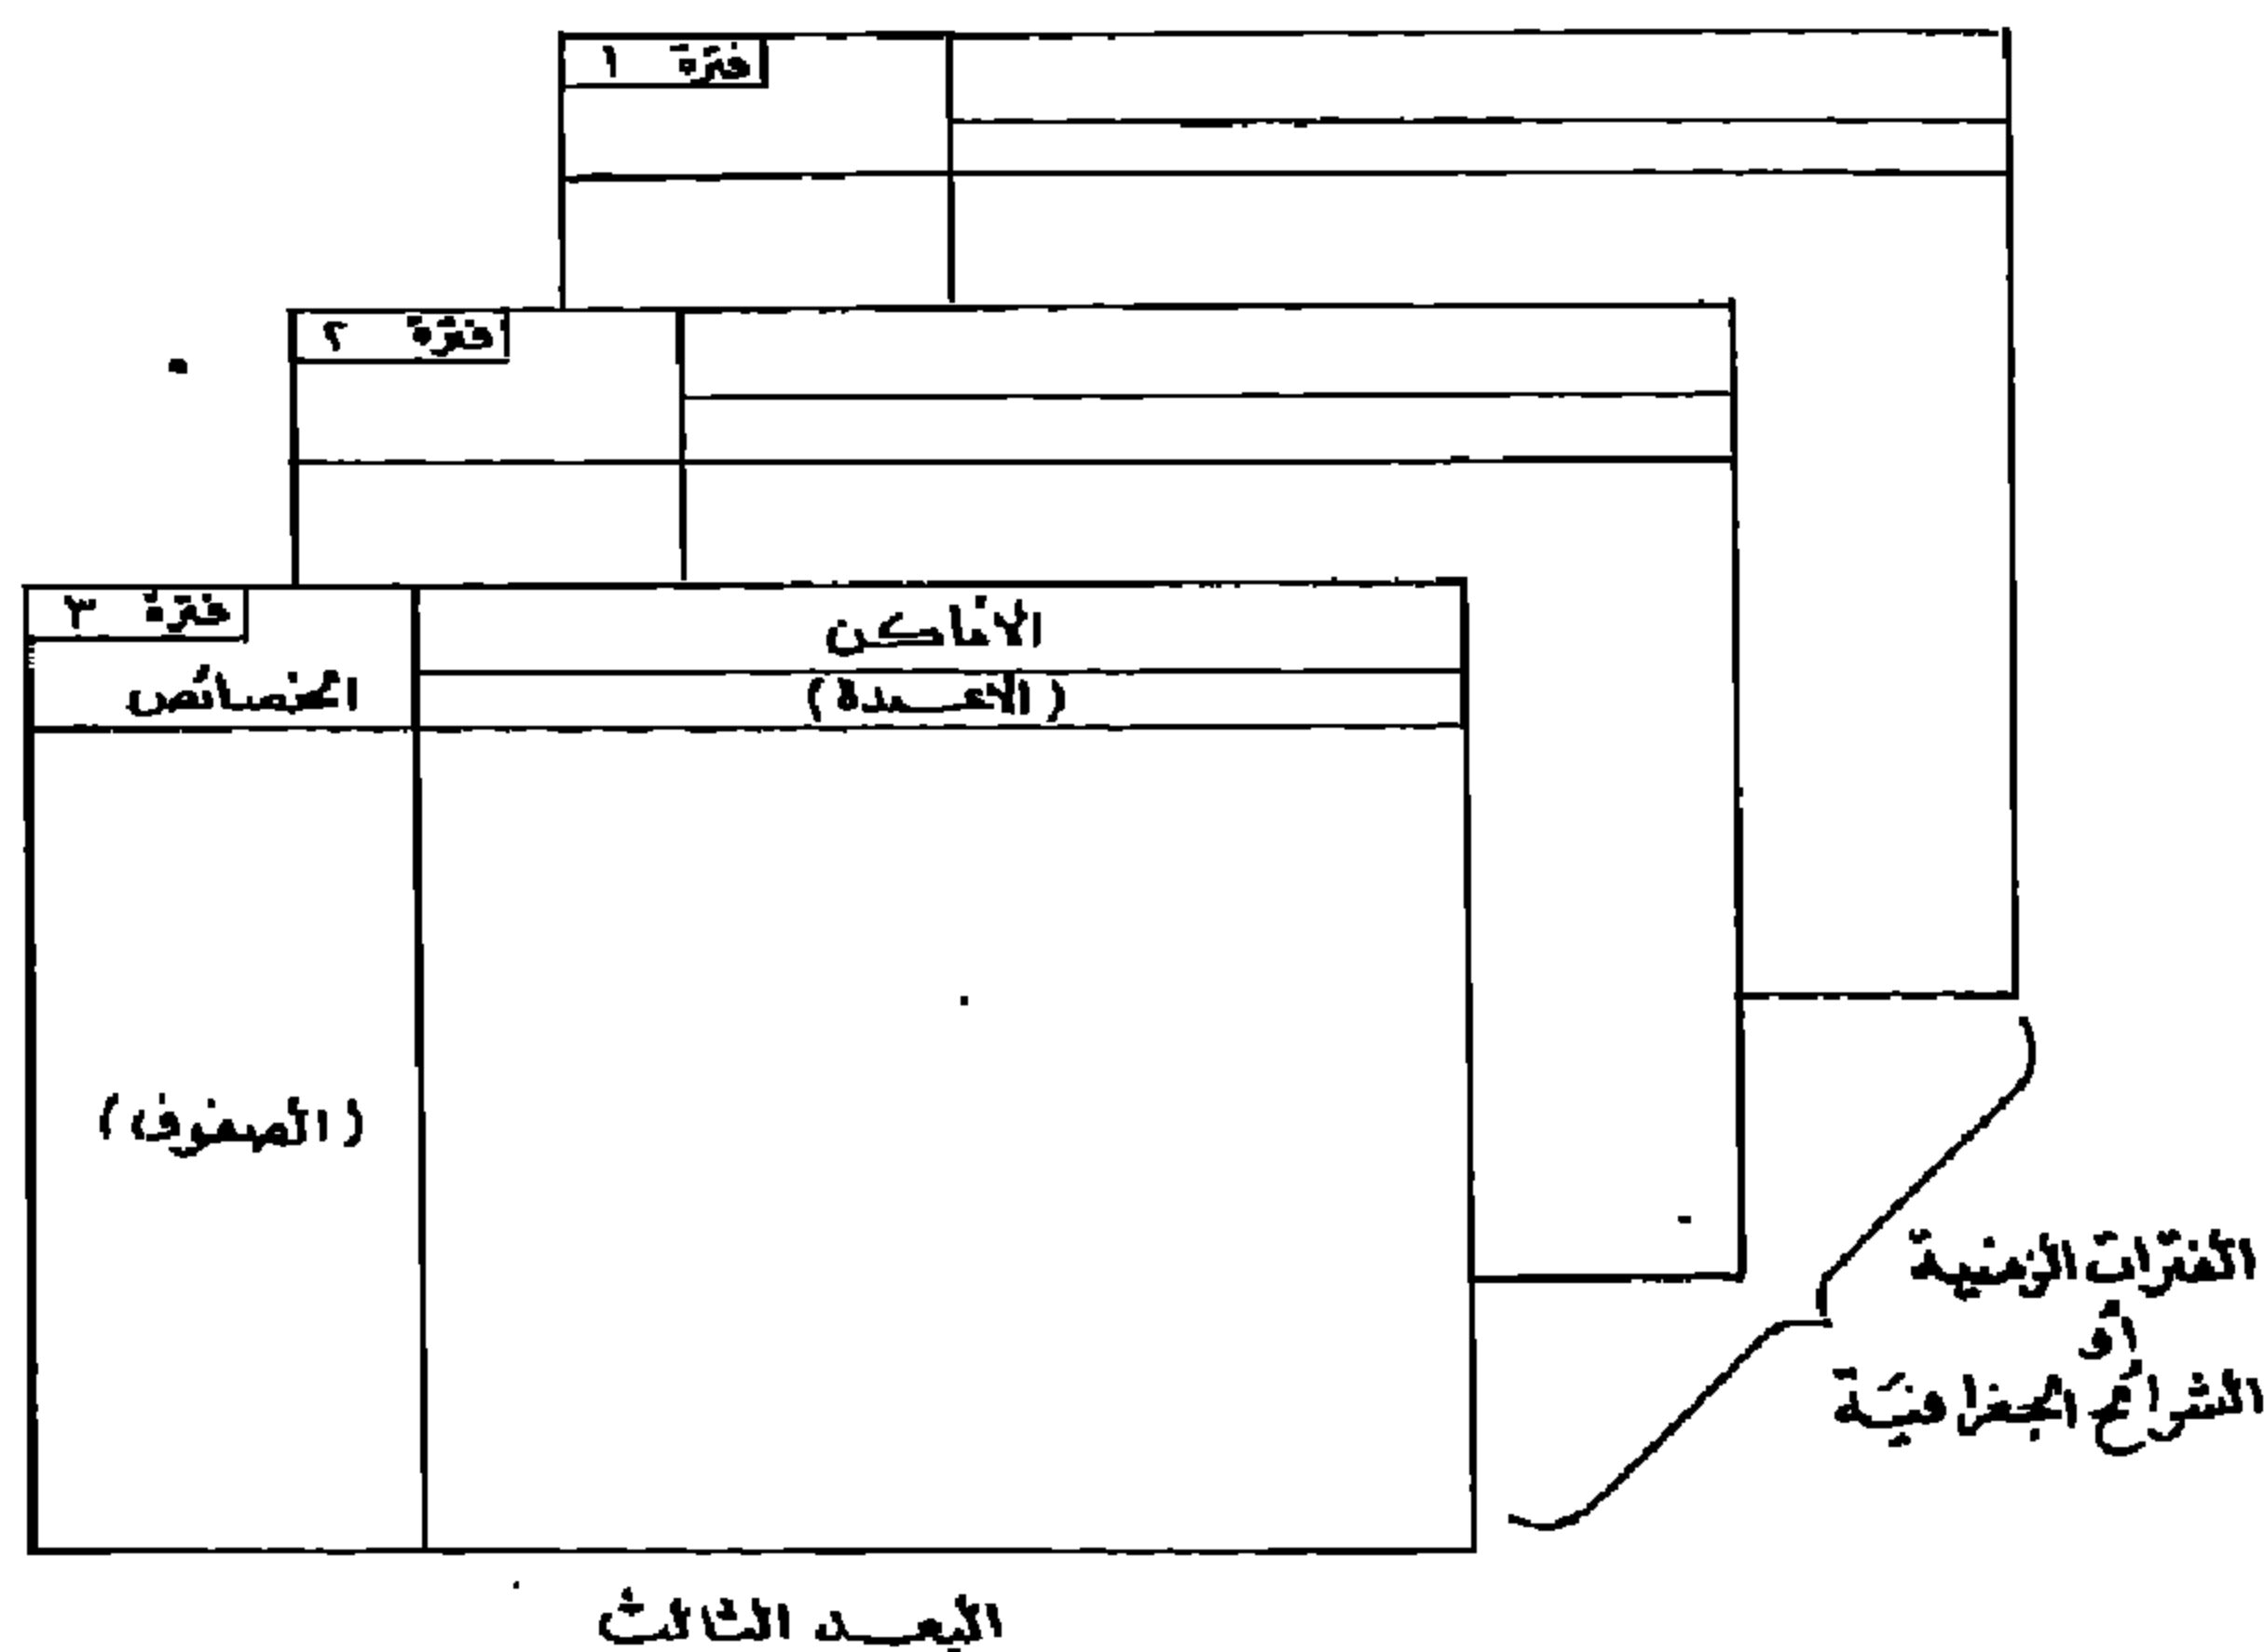 فترة ١
فترة ٢
فترة ٣
الأماكن
(الأعمدة)
الخصائص
(الصفوف)
الفترات الزمنية
أو
الشرائح الجغرافية
البعد الثالث